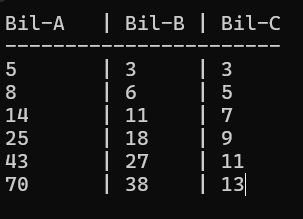 Bil-A | Bil-B | Bil-C
-----------------------
5 | 3 | 3
8 | 6 | 5
14 | 11 | 7
25 | 18 | 9
43 | 27 | 11
70 | 38 | 13